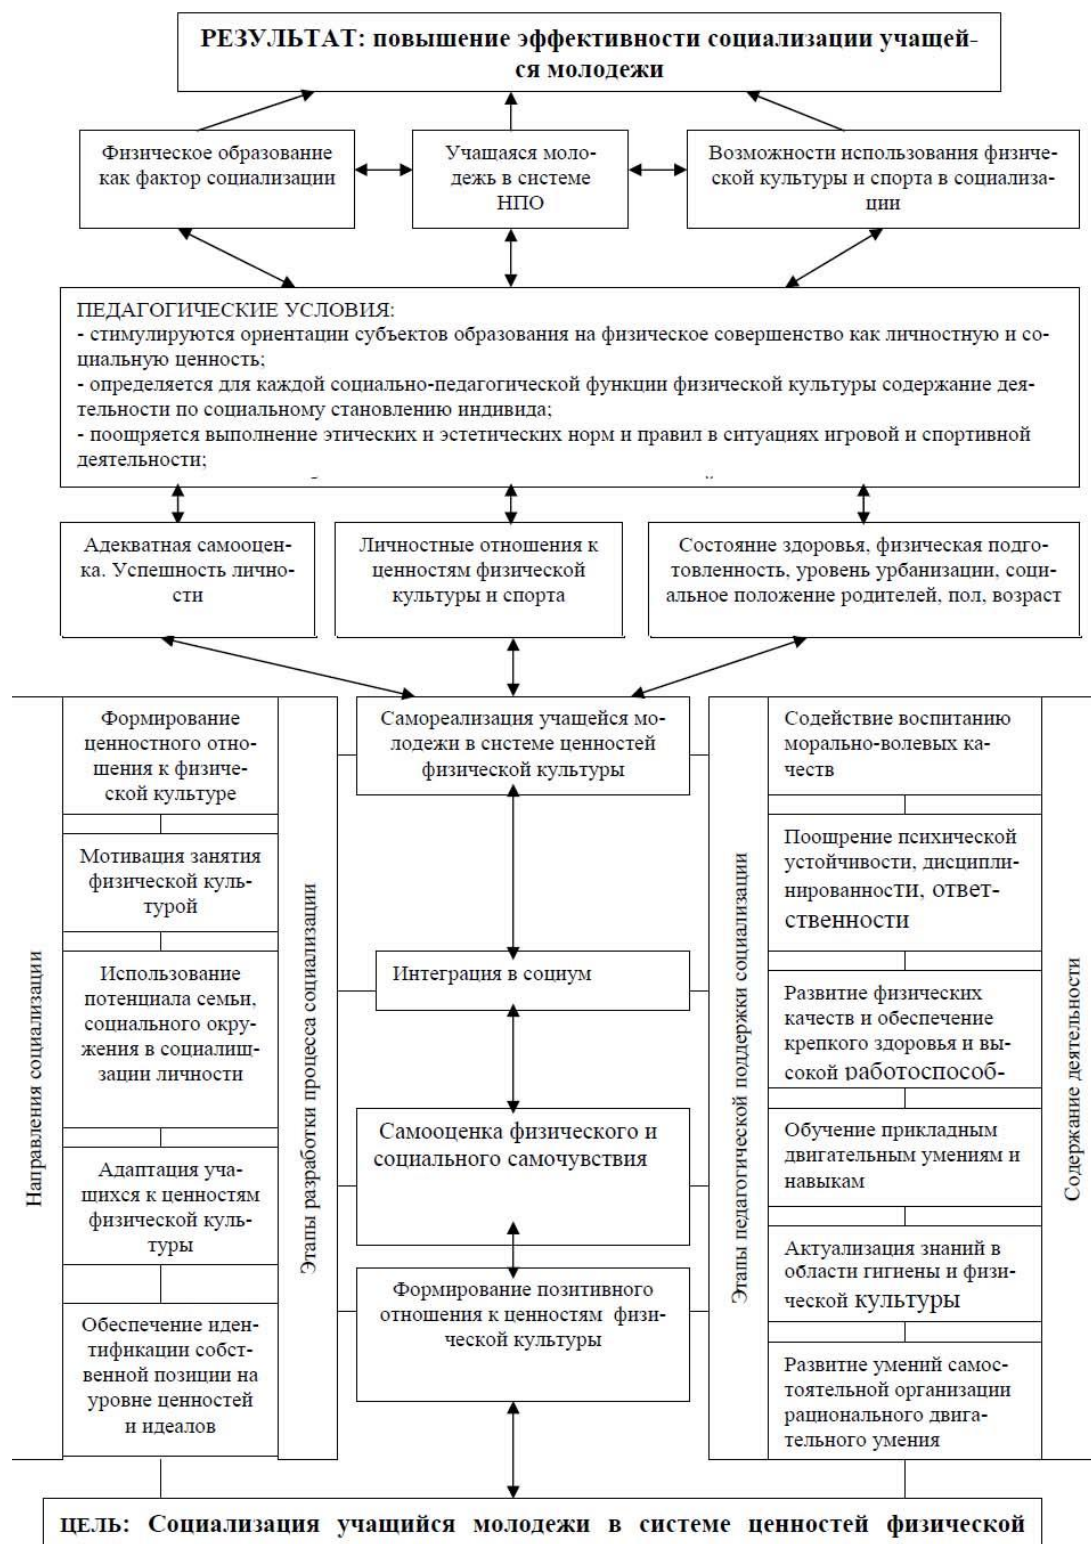 РЕЗУЛЬТАТ: повышение эффективности социализации учащей-
ся молодежи
Физическое образование
как фактор социализации
Учащаяся моло-
дежь в системе
НПО
Возможности использования физиче-
ской культуры и спорта в социализа-
ции
ПЕДАГОГИЧЕСКИЕ УСЛОВИЯ:
- стимулируются ориентации субъектов образования на физическое совершенство как личностную и со-
циальную ценность;
- определяется для каждой социально-педагогической функции физической культуры содержание дея-
тельности по социальному становлению индивида;
- поощряется выполнение этических и эстетических норм и правил в ситуациях игровой и спортивной
деятельности;
Адекватная самооцен-
ка. Успешность лично-
сти
Личностные отношения к
ценностям физической
культуры и спорта
Состояние здоровья, физическая подго-
товленность, уровень урбанизации, соци-
альное положение родителей, пол, возраст
Направления социализации
Формирование
ценностного отно-
шения к физиче-
ской культуре
Мотивация занятия
физической куль-
турой
Использование
потенциала семьи,
социального окру-
жения в социалищ-
зации личности
Адаптация уча-
щихся к ценностям
физической куль-
туры
Обеспечение иден-
тификации собст-
венной позиции на
уровне ценностей
и идеалов
Этапы разработки процесса социализации
Самореализация учащейся мо-
лодежи в системе ценностей
физической культуры
Интеграция в социум
Самооценка физического и
социального самочувствия
Формирование позитивного
отношения к ценностям физи-
ческой культуры
Этапы педагогической поддержки социализации
Содействие воспитанию
морально-волевых ка-
честв
Поощрение психической
устойчивости, дисципли-
нированности, ответ-
ственности
Развитие физических
качеств и обеспечение
крепкого здоровья и вы-
сокой работоспособ-
Обучение прикладным
двигательным умениям и
навыкам
Актуализация знаний в
области гигиены и физи-
ческой культуры
Развитие умений самос-
тоятельной организации
рационального двига-
тельного умения
Содержание деятельности
ЦЕЛЬ: Социализация учащийся молодежи в системе ценностей физической